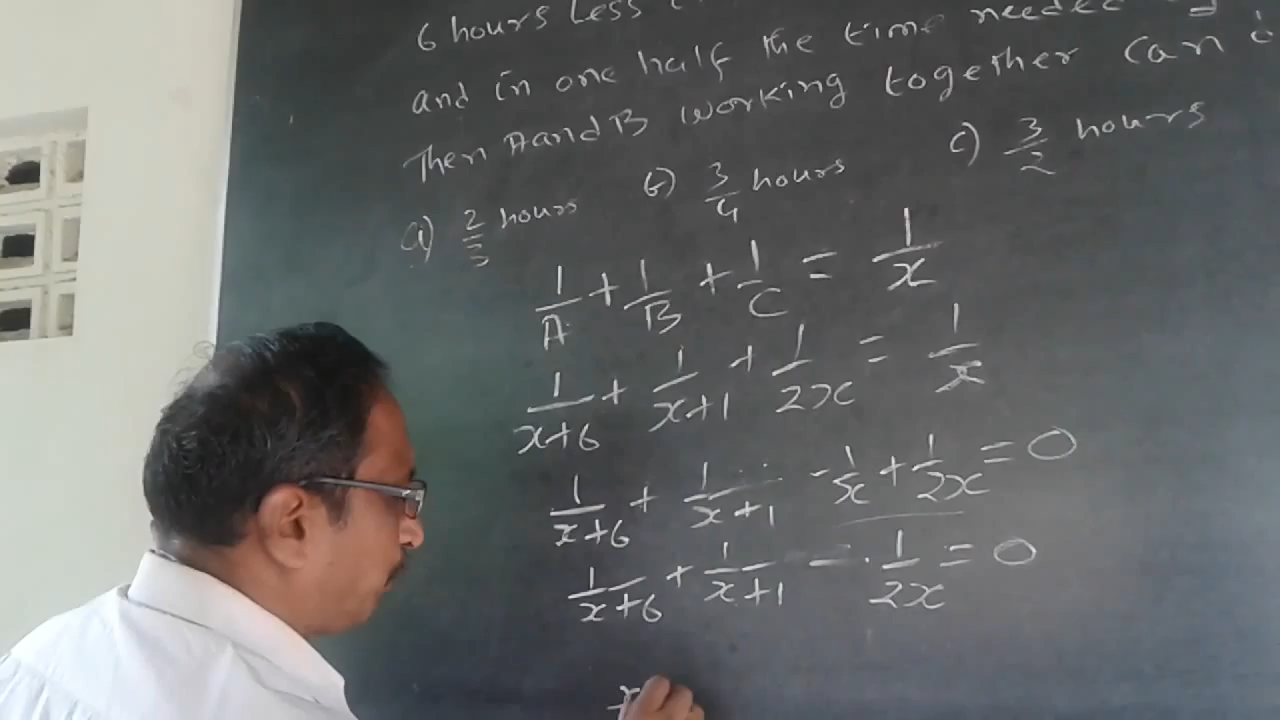 6 hours Less
and in one half the time needed
Then A and B working together can
a) 2/3 hours b) 3/4 hours c) 3/2 hours
1/A + 1/B + 1/C = 1/x
1/(x+6) + 1/(x+1) + 1/2x = 1/x
1/(x+6) + 1/(x+1) - 1/x + 1/2x = 0
1/(x+6) + 1/(x+1) - 1/2x = 0